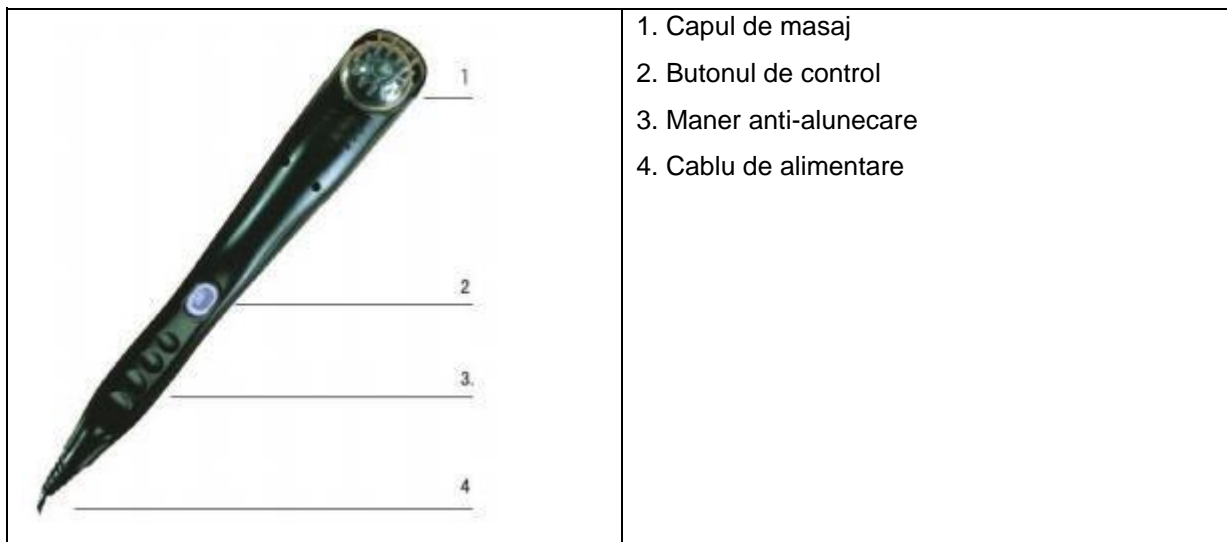 1
2
3.
4
1. Capul de masaj
2. Butonul de control
3. Maner anti-alunecare
4. Cablu de alimentare